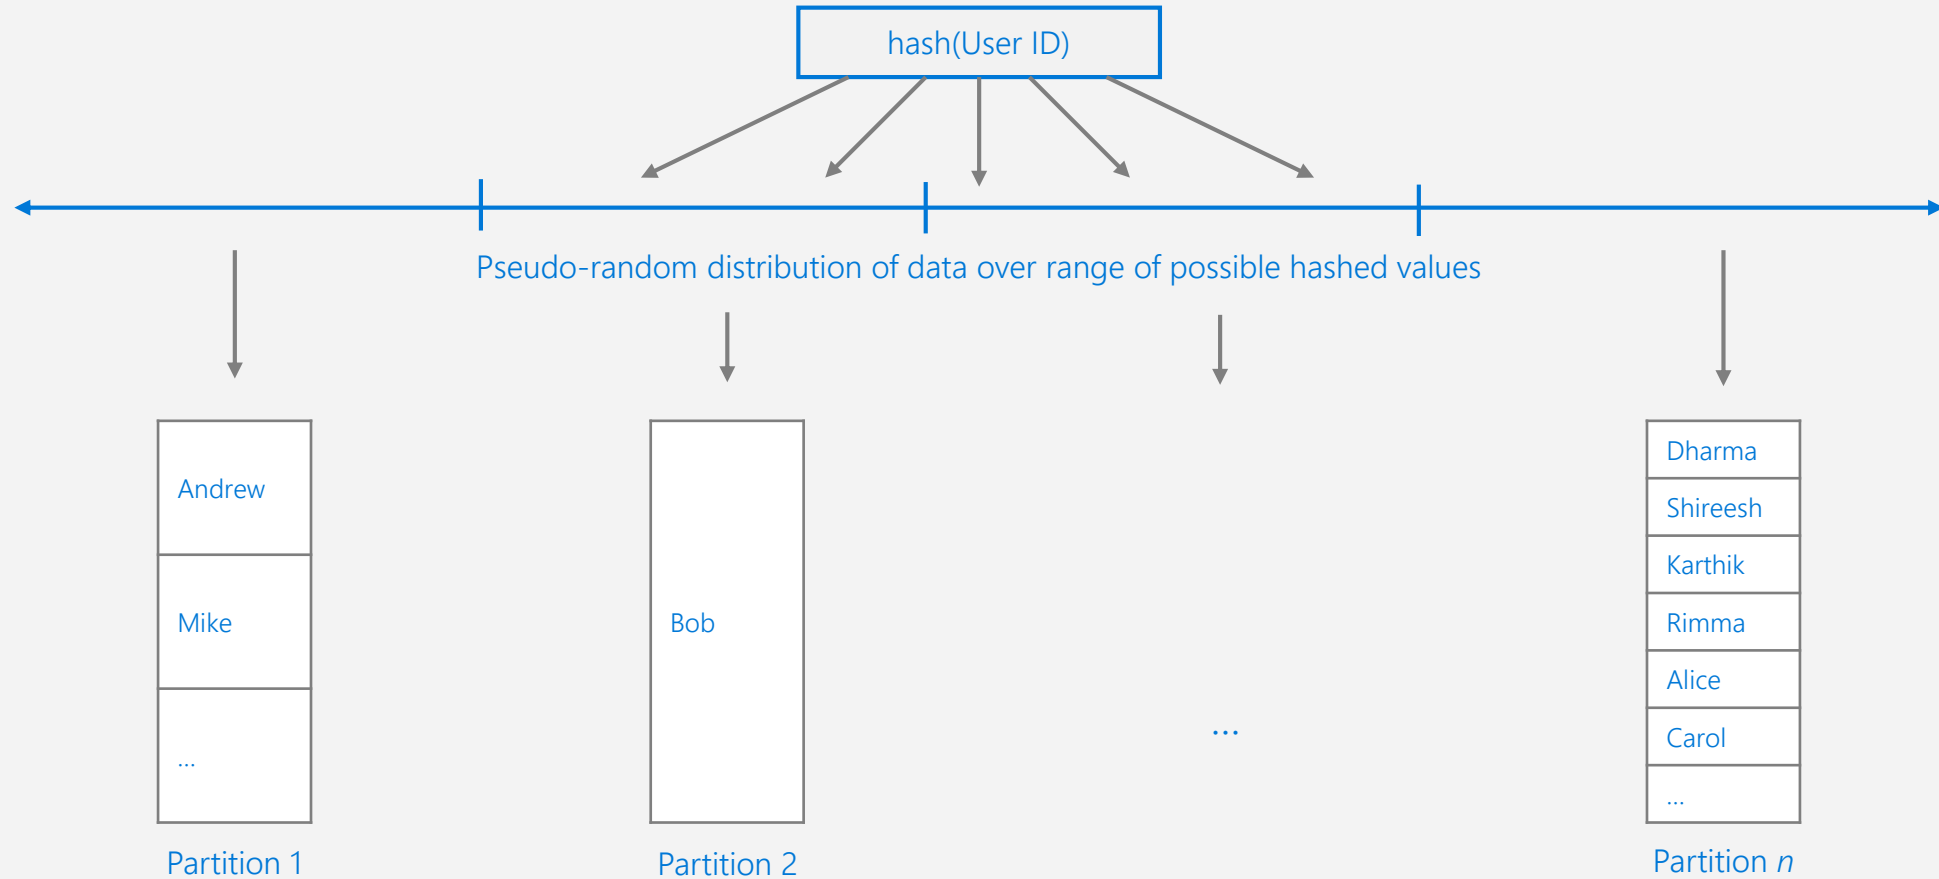 hash(User ID)
Pseudo-random distribution of data over range of possible hashed values
Andrew
Mike
...
Partition 1
Bob
Partition 2
...
Dharma
Shireesh
Karthik
Rimma
Alice
Carol
...
Partition n